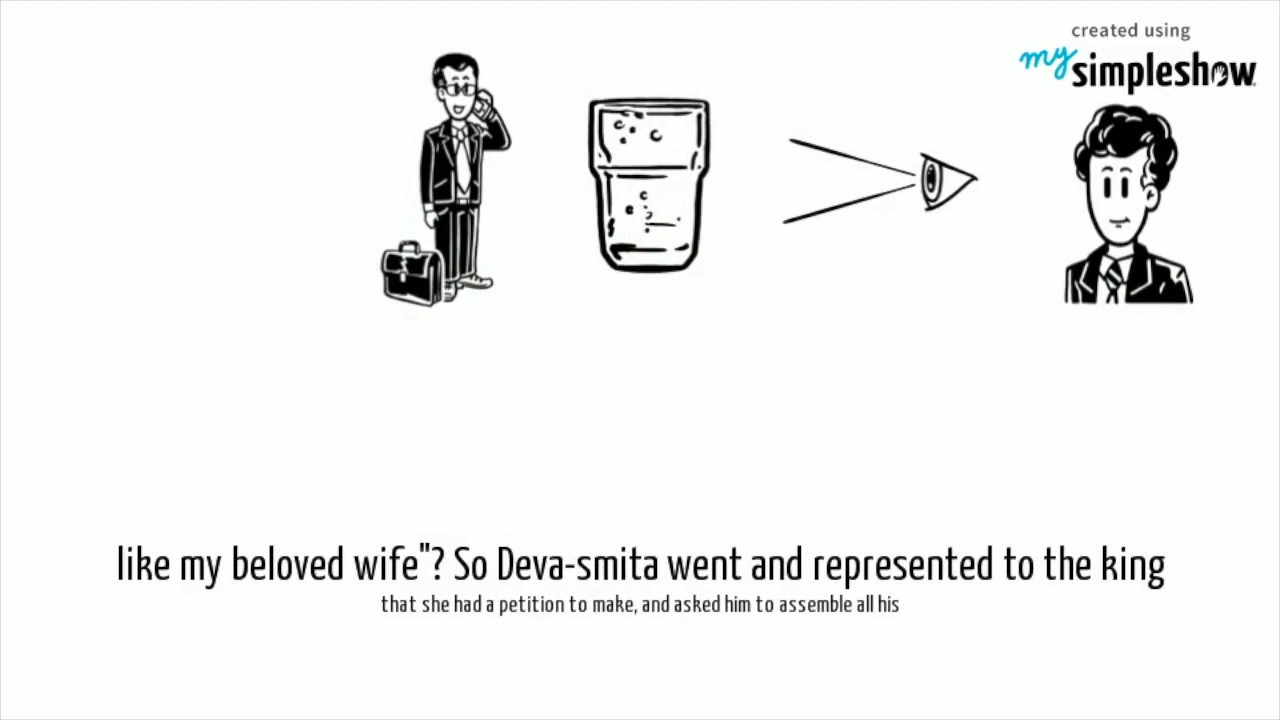 created using
my simpleshow
like my beloved wife"? So Deva-smita went and represented to the king
that she had a petition to make, and asked him to assemble all his